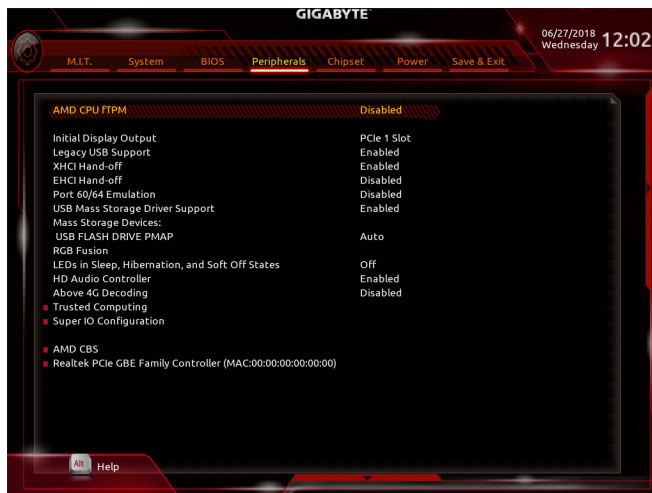 GIGABYTE™
06/27/2018 12:02
Wednesday
M.I.T. System BIOS Peripherals Chipset Power Save & Exit
AMD CPU fTPM Disabled
Initial Display Output PCIe 1 Slot
Legacy USB Support Enabled
XHCI Hand-off Enabled
EHCI Hand-off Disabled
Port 60/64 Emulation Disabled
USB Mass Storage Driver Support Enabled
Mass Storage Devices:
USB FLASH DRIVE PMAP Auto
RGB Fusion
LEDs in Sleep, Hibernation, and Soft Off States Off
HD Audio Controller Enabled
Above 4G Decoding Disabled
Trusted Computing
Super IO Configuration
AMD CBS
Realtek PCIe GBE Family Controller (MAC:00:00:00:00:00:00)
Alt Help